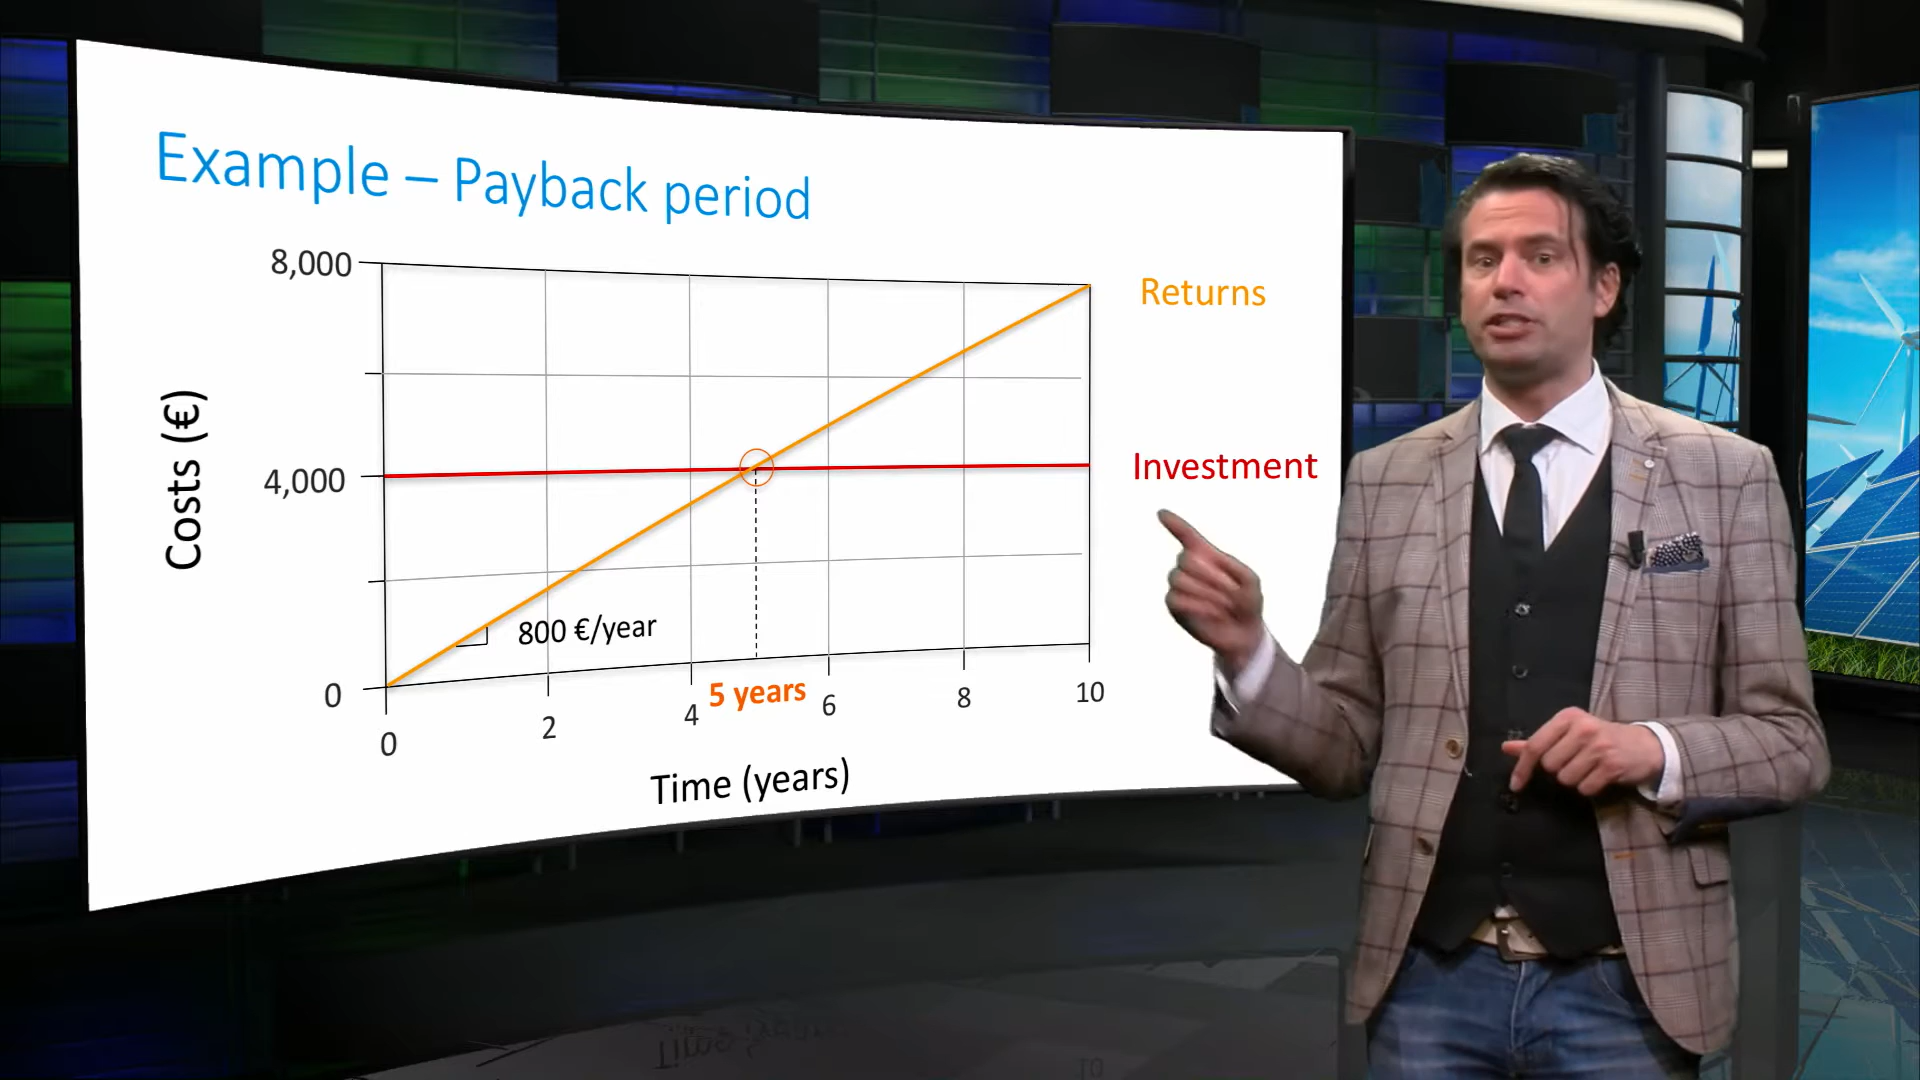 Example – Payback period
8,000
Returns
Costs (€)
4,000
Investment
800 €/year
0
5 years
0
2
4
6
8
10
Time (years)